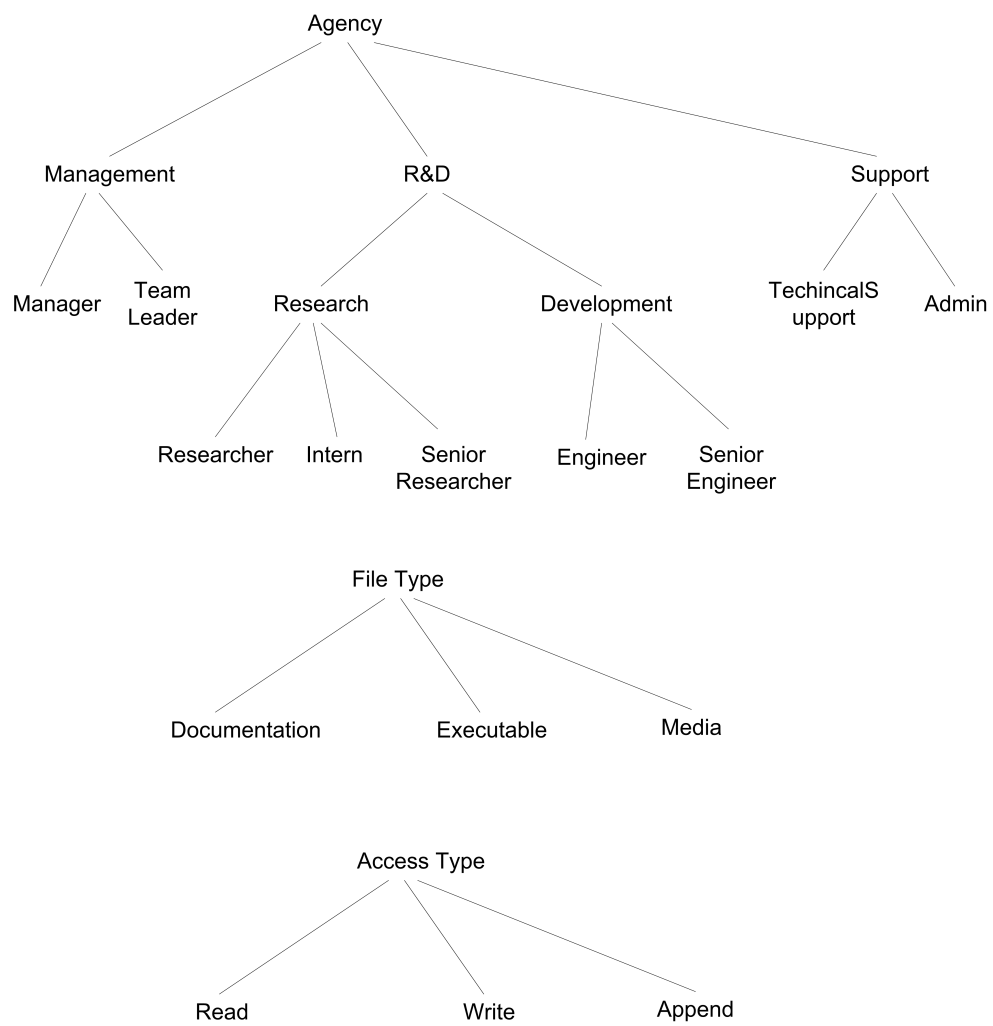 Agency
Management
R&D
Support
Manager
Team
Leader
Research
Development
TechincalS
upport
Admin
Researcher
Intern
Senior
Researcher
Engineer
Senior
Engineer
File Type
Documentation
Executable
Media
Access Type
Read
Write
Append